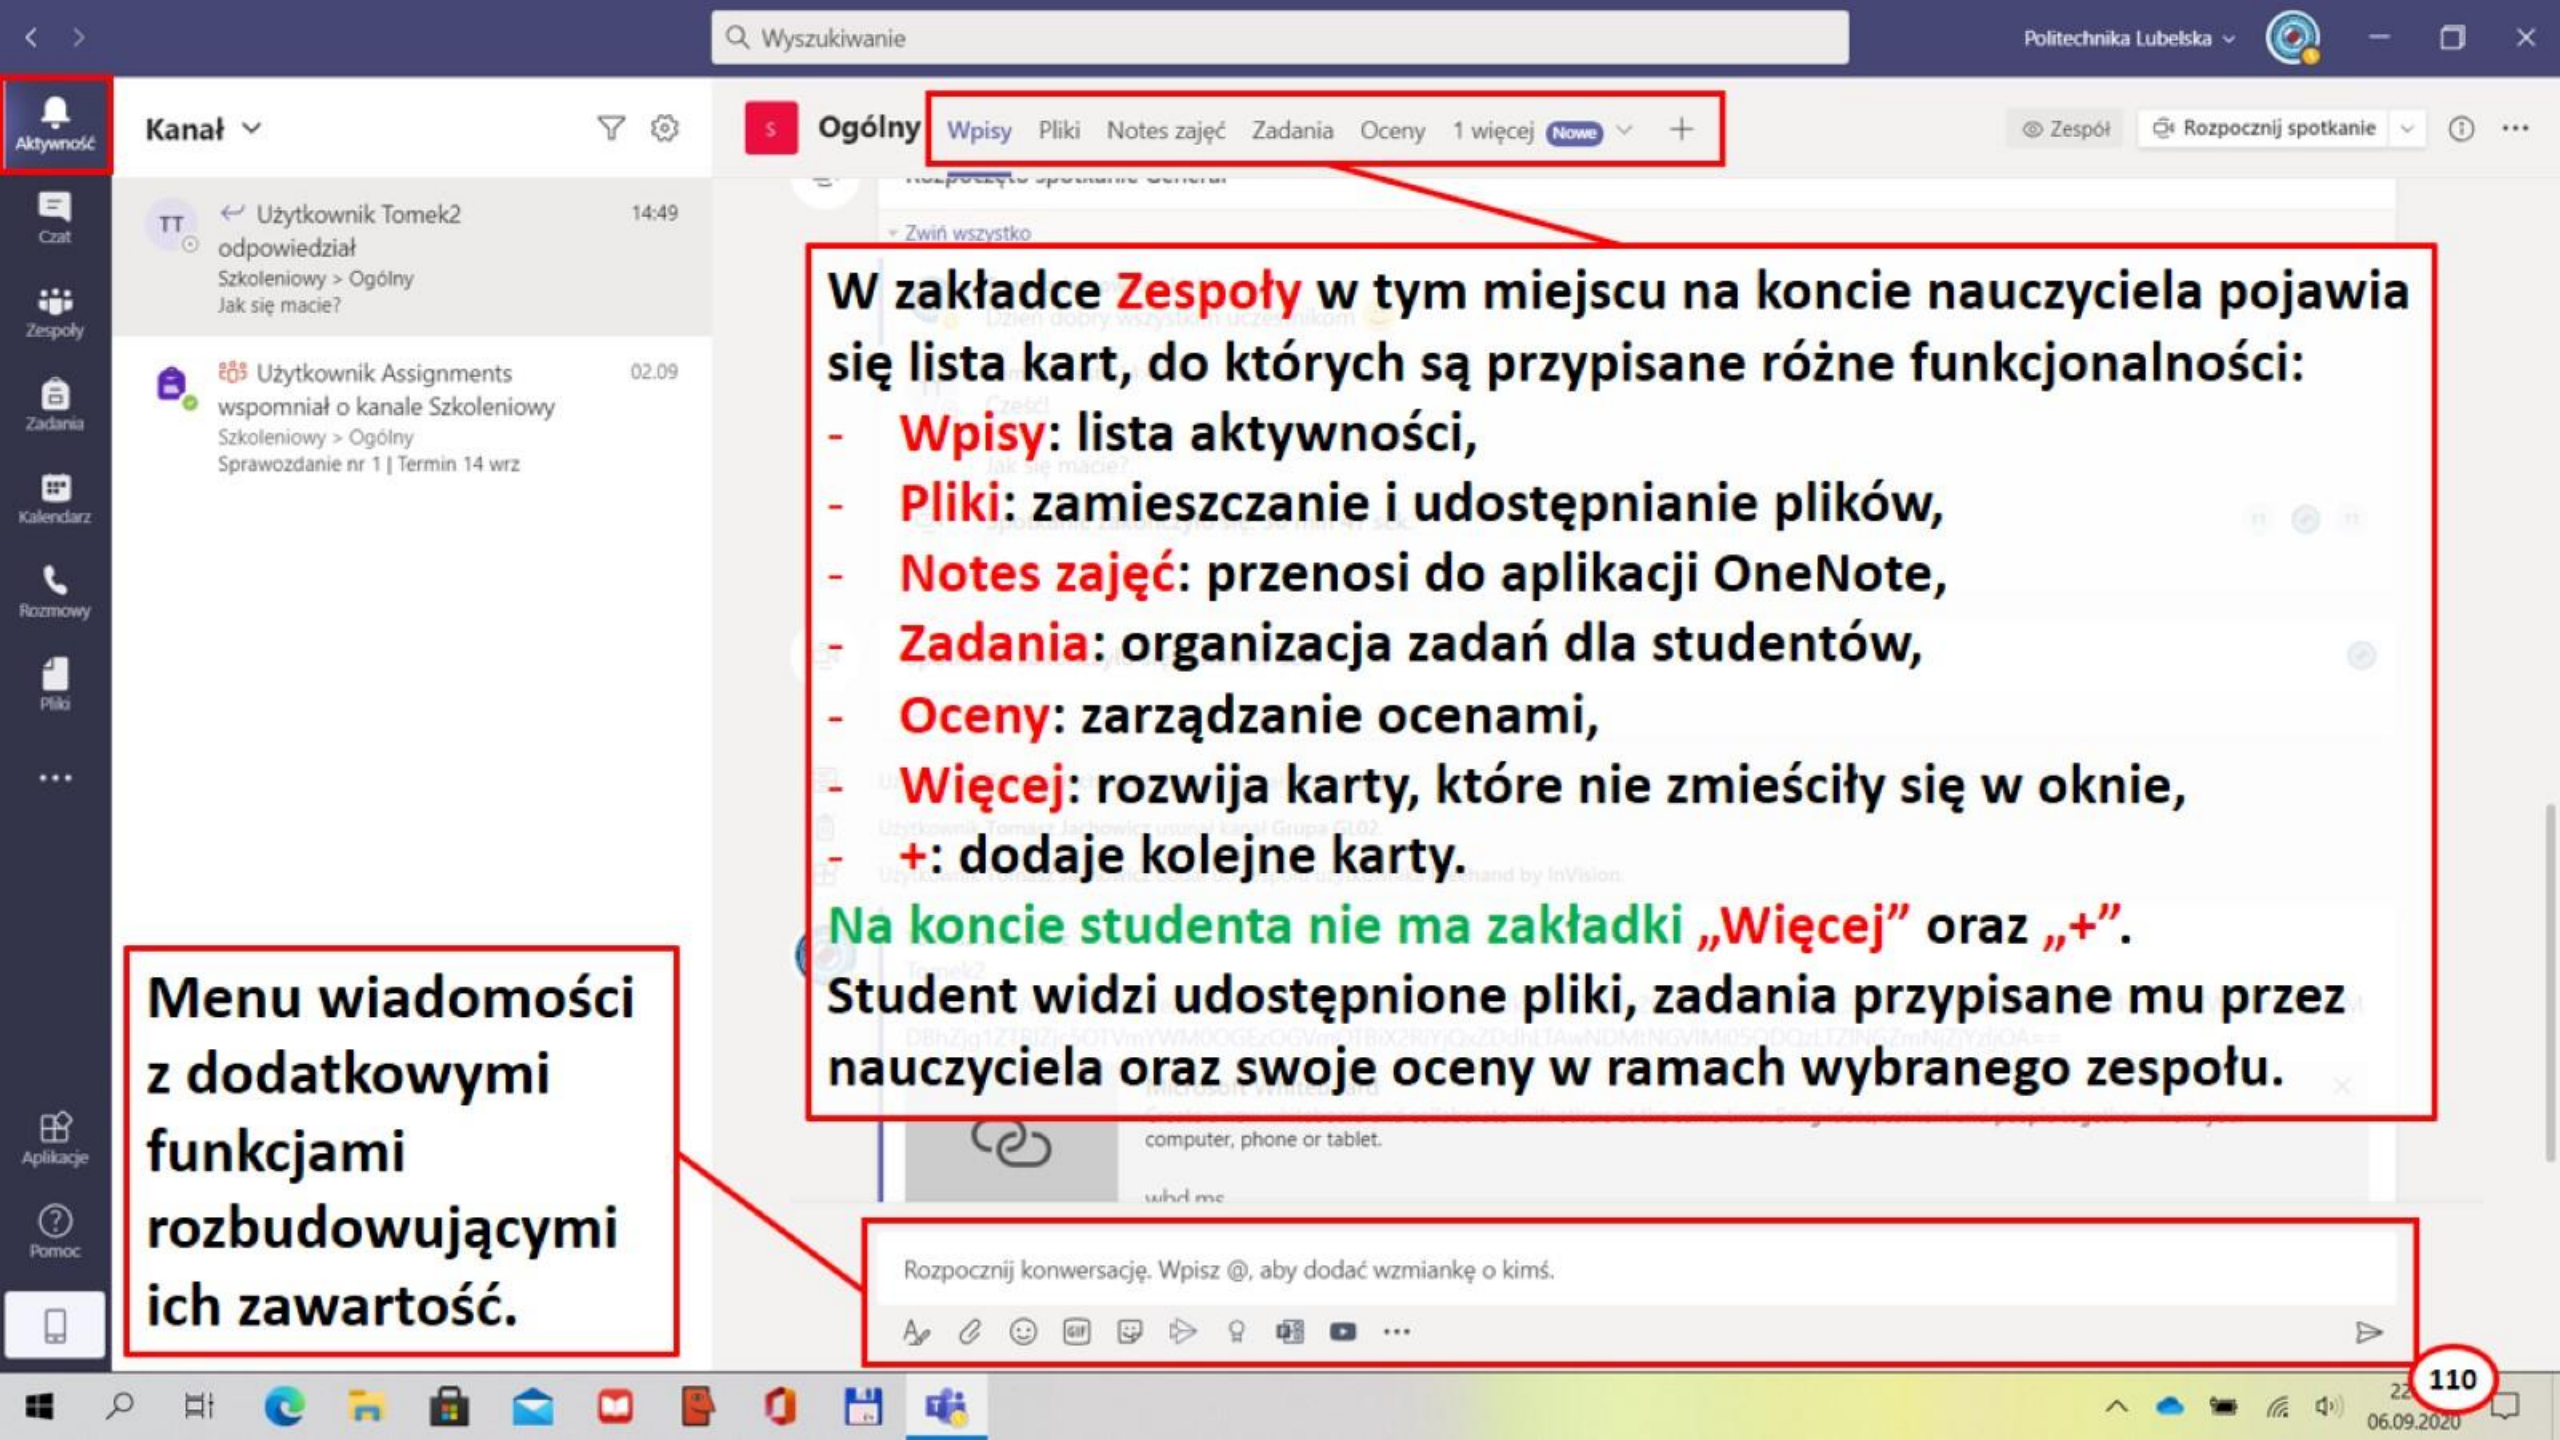 Wyszukiwanie
Politechnika Lubelska
Aktywność
Czat
Zespoły
Zadania
Kalendarz
Rozmowy
Pliki
Aplikacje
Pomoc
Kanał
Użytkownik Tomek2
14:49
odpowiedział
Szkoleniowy > Ogólny
Jak się macie?
TT
Użytkownik Assignments
02.09
wspomniał o kanale Szkoleniowy
Szkoleniowy > Ogólny
Sprawozdanie nr 1 | Termin 14 wrz
S
Ogólny Wpisy Pliki Notes zajęć Zadania Oceny 1 więcej Nowe +
Zespół
Rozpocznij spotkanie
Rozpoczęto spotkanie General
Zwiń wszystko
W zakładce Zespoły w tym miejscu na koncie nauczyciela pojawia
się lista kart, do których są przypisane różne funkcjonalności:
- Wpisy: lista aktywności,
- Pliki: zamieszczanie i udostępnianie plików,
- Notes zajęć: przenosi do aplikacji OneNote,
- Zadania: organizacja zadań dla studentów,
- Oceny: zarządzanie ocenami,
- Więcej: rozwija karty, które nie zmieściły się w oknie,
- +: dodaje kolejne karty.
Na koncie studenta nie ma zakładki „Więcej” oraz „+”.
Student widzi udostępnione pliki, zadania przypisane mu przez
nauczyciela oraz swoje oceny w ramach wybranego zespołu.
computer, phone or tablet.
wbd.ms
Menu wiadomości
z dodatkowymi
funkcjami
rozbudowującymi
ich zawartość.
Rozpocznij konwersację. Wpisz @, aby dodać wzmiankę o kimś.
GIF
110
06.09.2020